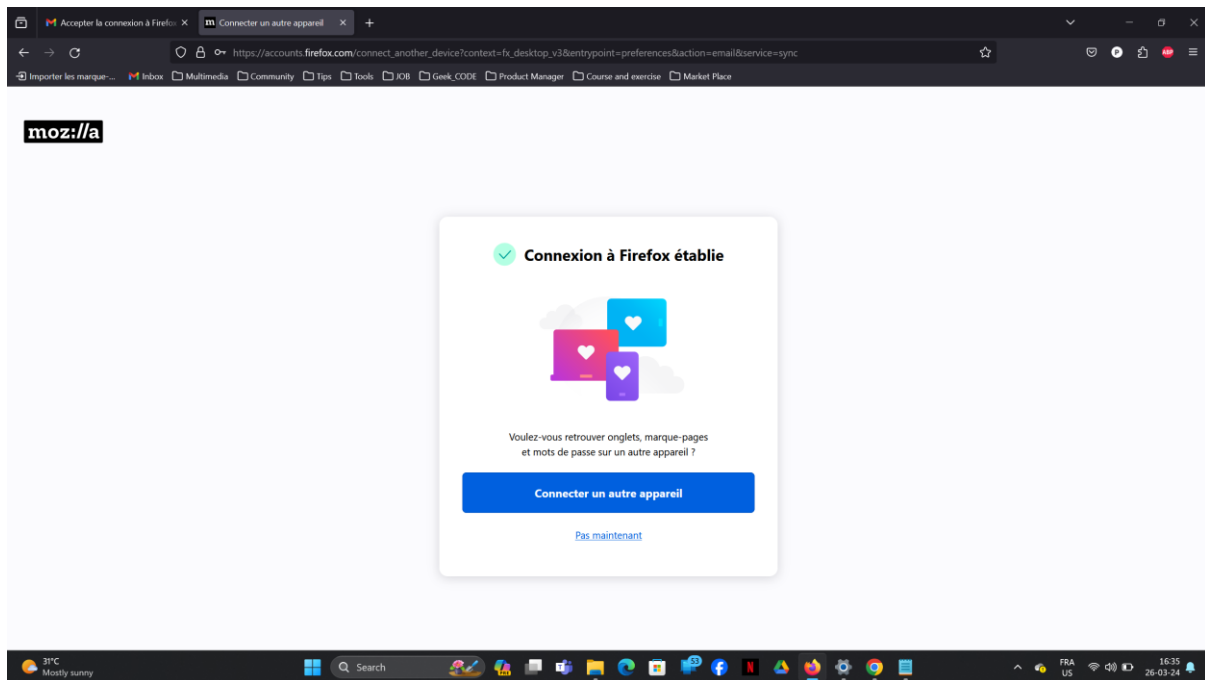 Accepter la connexion à Firefo
Connecter un autre appareil
https://accounts.firefox.com/connect_another_device?context=fx_desktop_v3&entrypoint=preferences&action=email&service=sync
Importer les marque-... Inbox Multimedia Community Tips Tools JOB Geek_CODE Product Manager Course and exercise Market Place
moz://a
Connexion à Firefox établie
Voulez-vous retrouver onglets, marque-pages
et mots de passe sur un autre appareil ?
Connecter un autre appareil
Pas maintenant
31°C
Mostly sunny
Search
53
FRA
US
16:35
26-03-24